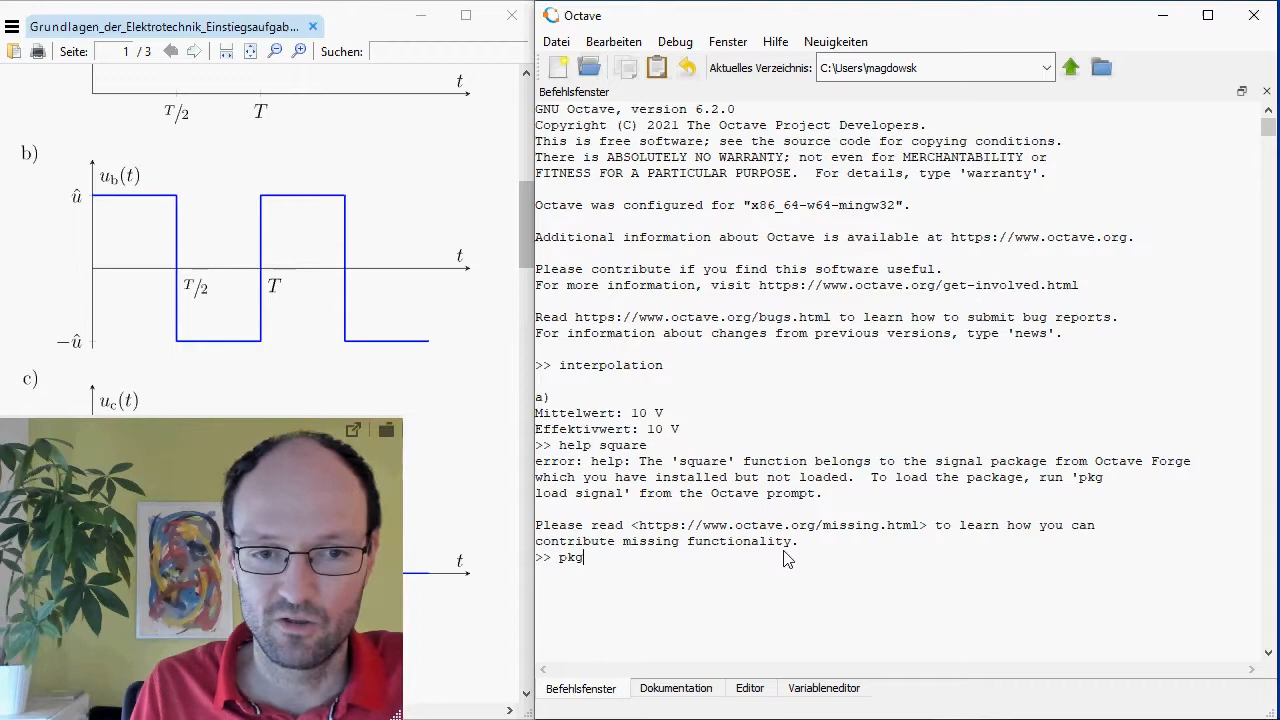 Grundlagen_der_Elektrotechnik_Einstiegsaufgab...
Seite: 1 / 3 Suchen:
t
T/2 T
b)
u_b(t)
û
t
T/2 T
−û
c)
u_c(t)
t
Octave
Datei Bearbeiten Debug Fenster Hilfe Neuigkeiten
Aktuelles Verzeichnis: C:\Users\magdowsk
Befehlsfenster
GNU Octave, version 6.2.0
Copyright (C) 2021 The Octave Project Developers.
This is free software; see the source code for copying conditions.
There is ABSOLUTELY NO WARRANTY; not even for MERCHANTABILITY or
FITNESS FOR A PARTICULAR PURPOSE.  For details, type 'warranty'.
Octave was configured for "x86_64-w64-mingw32".
Additional information about Octave is available at https://www.octave.org.
Please contribute if you find this software useful.
For more information, visit https://www.octave.org/get-involved.html
Read https://www.octave.org/bugs.html to learn how to submit bug reports.
For information about changes from previous versions, type 'news'.
>> interpolation
a)
Mittelwert: 10 V
Effektivwert: 10 V
>> help square
error: help: The 'square' function belongs to the signal package from Octave Forge
which you have installed but not loaded.  To load the package, run 'pkg
load signal' from the Octave prompt.
Please read <https://www.octave.org/missing.html> to learn how you can
contribute missing functionality.
>> pkg
Befehlsfenster Dokumentation Editor Variableneditor